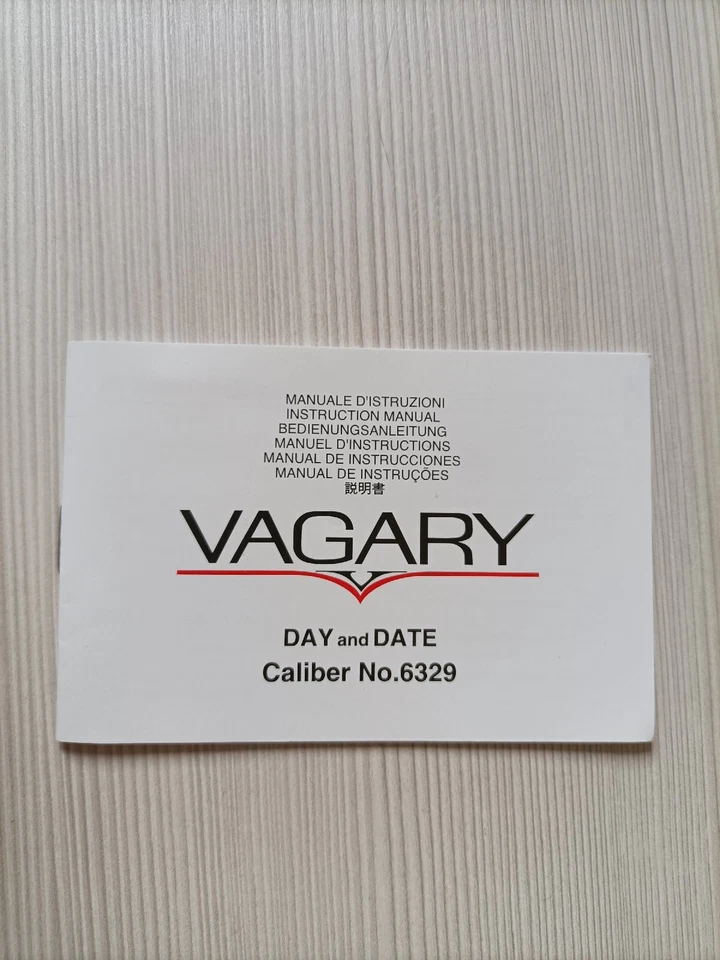 MANUALE D'ISTRUZIONI
INSTRUCTION MANUAL
BEDIENUNGSANLEITUNG
MANUEL D'INSTRUCTIONS
MANUAL DE INSTRUCCIONES
MANUAL DE INSTRUÇÕES
説明書
VAGARY
DAY and DATE
Caliber No.6329